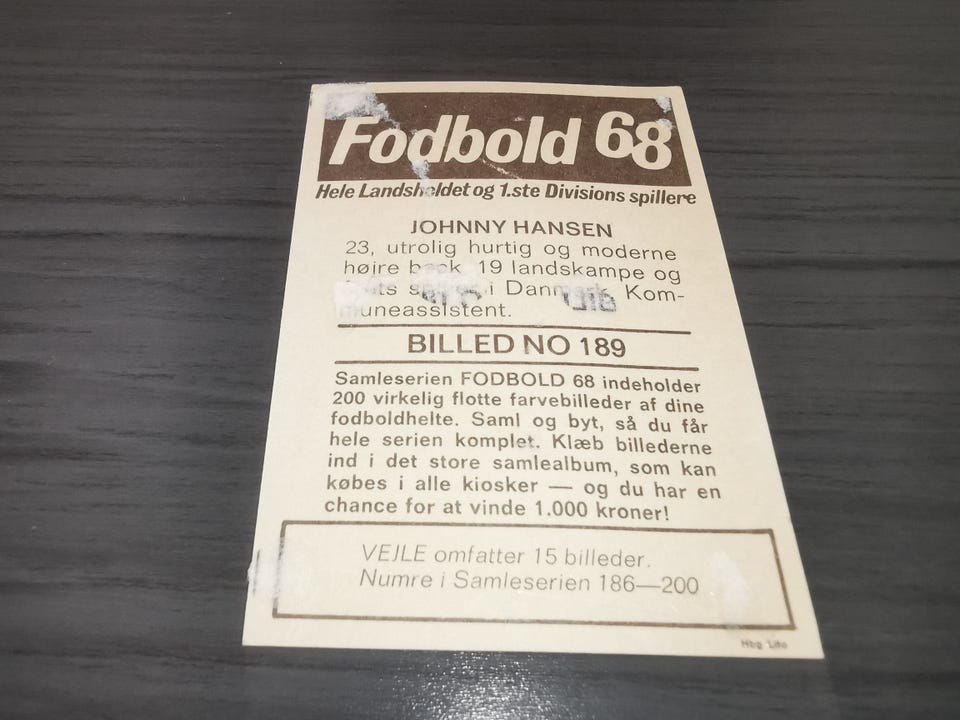 Fodbold 68
Hele Landsholdet og 1.ste Divisions spillere
JOHNNY HANSEN
23, utrolig hurtig og moderne
højre back. 19 landskampe og
i Danmark. Kom-
muneassistent.
BILLED NO 189
Samleserien FODBOLD 68 indeholder
200 virkelig flotte farvebilleder af dine
fodboldhelte. Saml og byt, så du får
hele serien komplet. Klæb billederne
ind i det store samlealbum, som kan
købes i alle kiosker — og du har en
chance for at vinde 1.000 kroner!
VEJLE omfatter 15 billeder.
Numre i Samleserien 186—200
Hbg. Lito